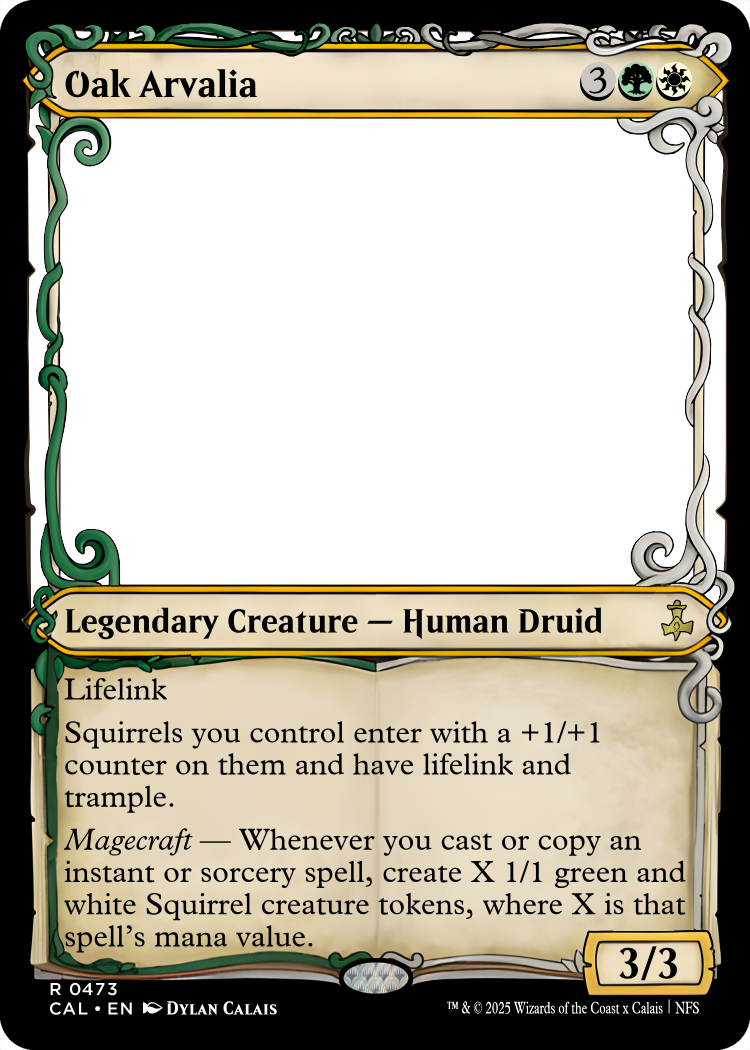 Oak Arvalia 3
Legendary Creature — Human Druid
Lifelink
Squirrels you control enter with a +1/+1
counter on them and have lifelink and
trample.
Magecraft — Whenever you cast or copy an
instant or sorcery spell, create X 1/1 green and
white Squirrel creature tokens, where X is that
spell’s mana value.
3/3
R 0473
CAL • EN Dylan Calais
™ & © 2025 Wizards of the Coast x Calais | NFS